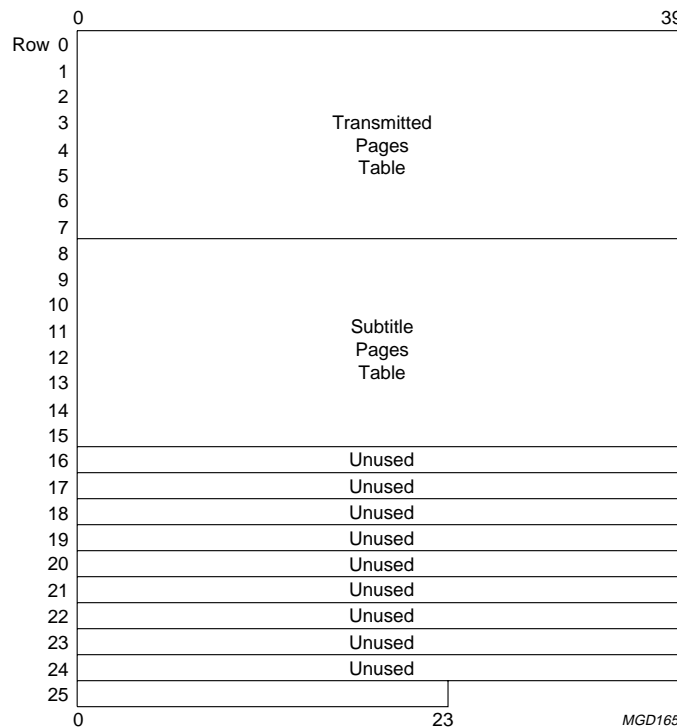 0 39
Row 0
1
2
3
4
5
6
7
Transmitted
Pages
Table
8
9
10
11
12
13
14
15
Subtitle
Pages
Table
16 Unused
17 Unused
18 Unused
19 Unused
20 Unused
21 Unused
22 Unused
23 Unused
24 Unused
25
0 23 MGD165